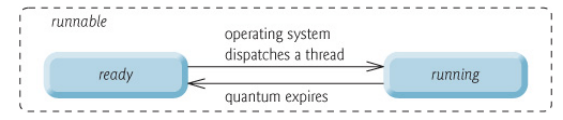 runnable
operating system
dispatches a thread
ready
running
quantum expires